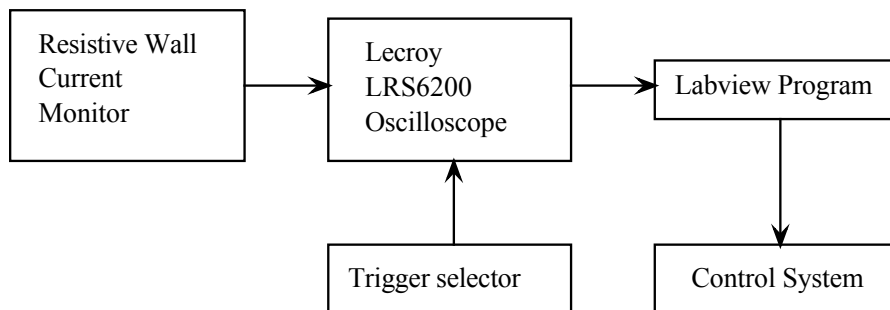 Resistive Wall
Current
Monitor
Lecroy
LRS6200
Oscilloscope
Labview Program
Trigger selector
Control System